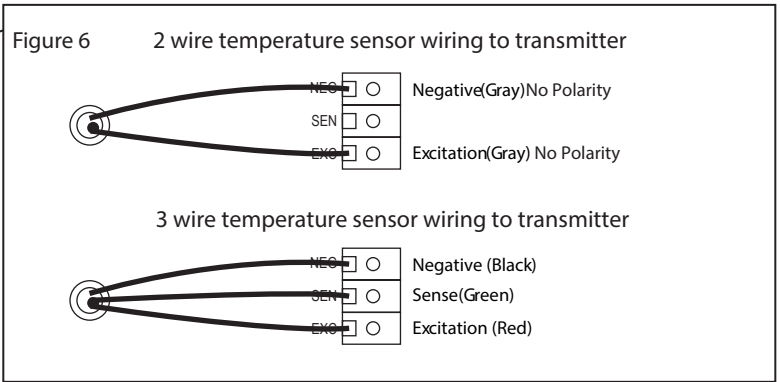 Figure 6 2 wire temperature sensor wiring to transmitter
NEG Negative(Gray)No Polarity
SEN
EXC Excitation(Gray) No Polarity
3 wire temperature sensor wiring to transmitter
NEG Negative (Black)
SEN Sense(Green)
EXC Excitation (Red)